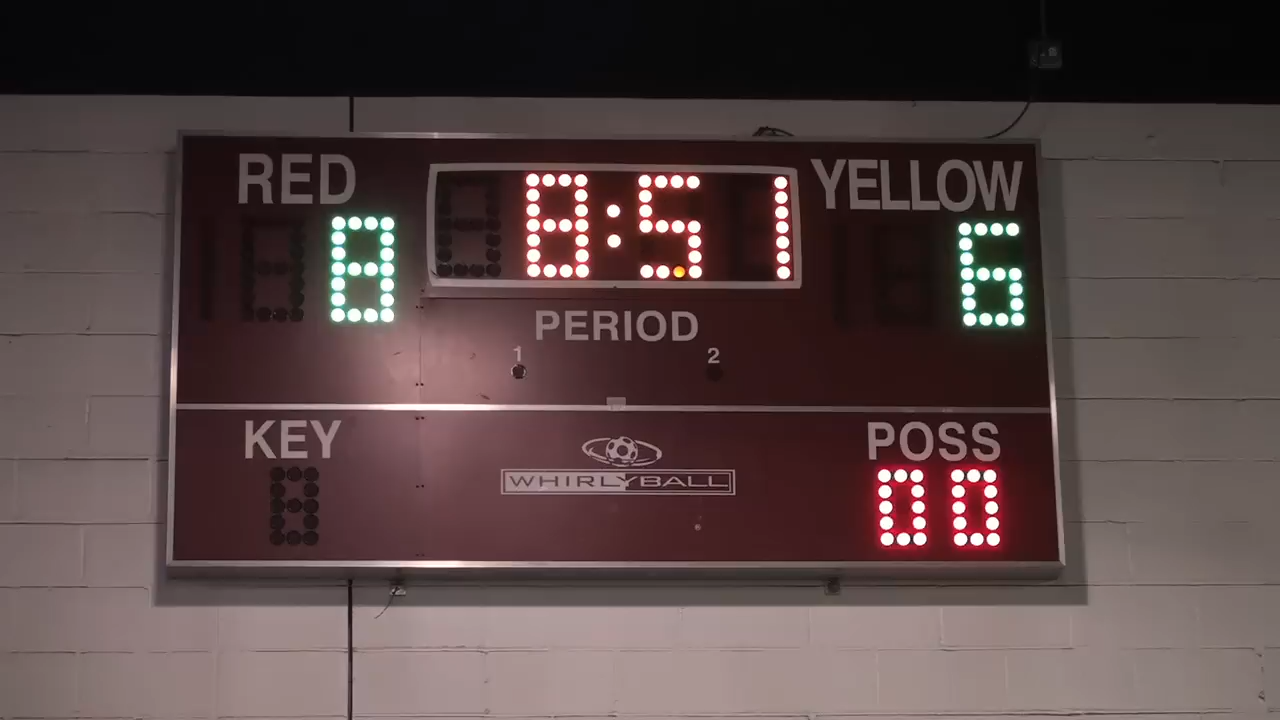 RED 8:51 YELLOW
8 6
PERIOD
1 2
KEY POSS
WHIRLYBALL
00